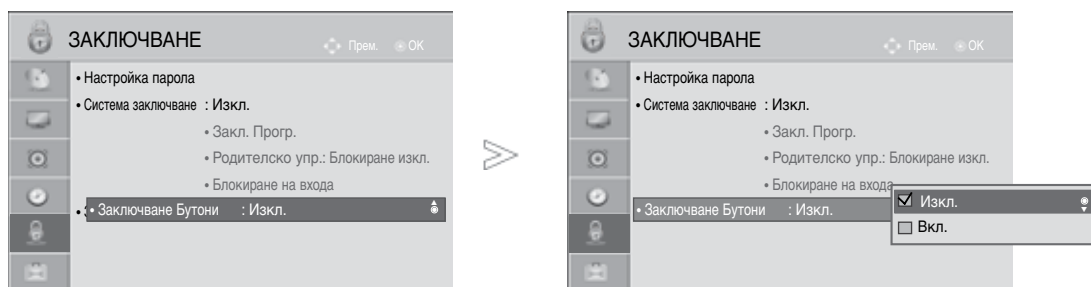 ЗАКЛЮЧВАНЕ
Прем. OK
• Настройка парола
• Система заключване : Изкл.
• Закл. Прогр.
• Родителско упр.: Блокиране изкл.
• Блокиране на входа
• Заключване Бутони : Изкл.
ЗАКЛЮЧВАНЕ
Прем. OK
• Настройка парола
• Система заключване : Изкл.
• Закл. Прогр.
• Родителско упр.: Блокиране изкл.
• Блокиране на входа
• Заключване Бутони : Изкл.
Изкл.
Вкл.